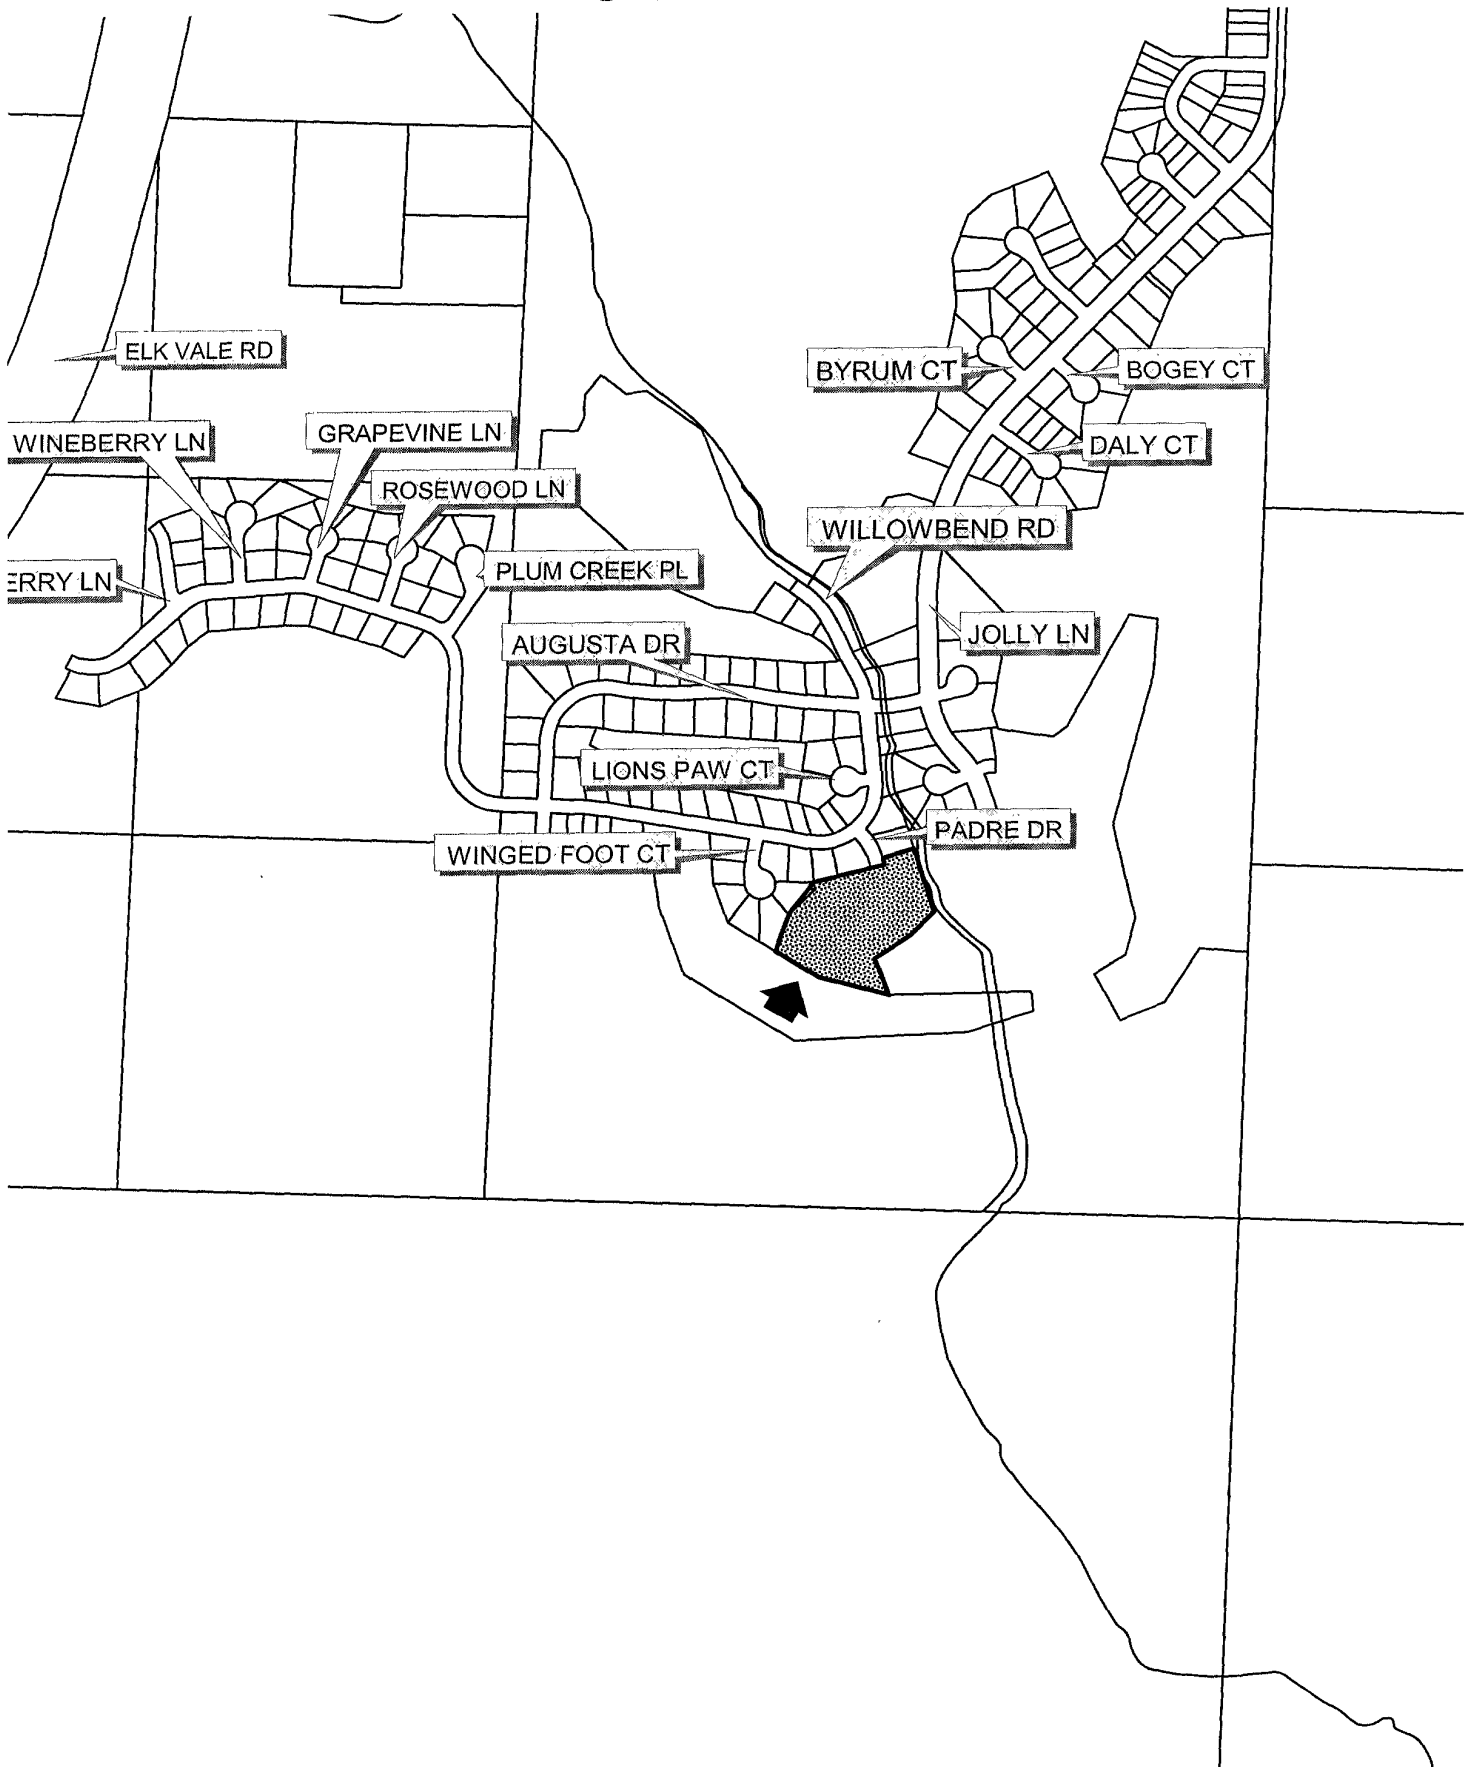 ELK VALE RD
BYRUM CT
BOGEY CT
WINEBERRY LN
GRAPEVINE LN
DALY CT
ROSEWOOD LN
WILLOWBEND RD
ERRY LN
PLUM CREEK PL
AUGUSTA DR
JOLLY LN
LIONS PAW CT
PADRE DR
WINGED FOOT CT